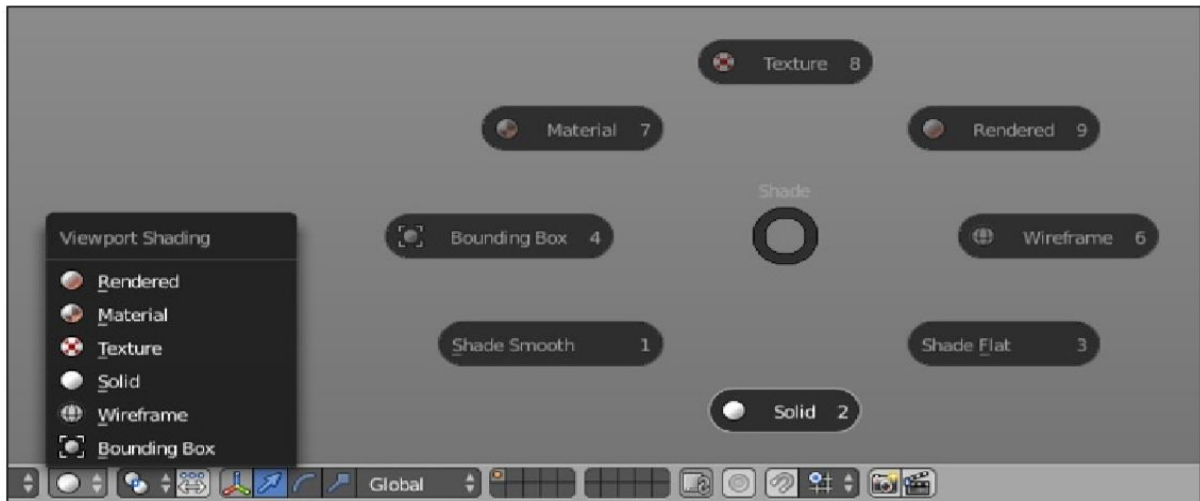 Texture 8
Material 7
Rendered 9
Shade
Bounding Box 4
Wireframe 6
Shade Smooth 1
Shade Flat 3
Solid 2
Viewport Shading
Rendered
Material
Texture
Solid
Wireframe
Bounding Box
Global